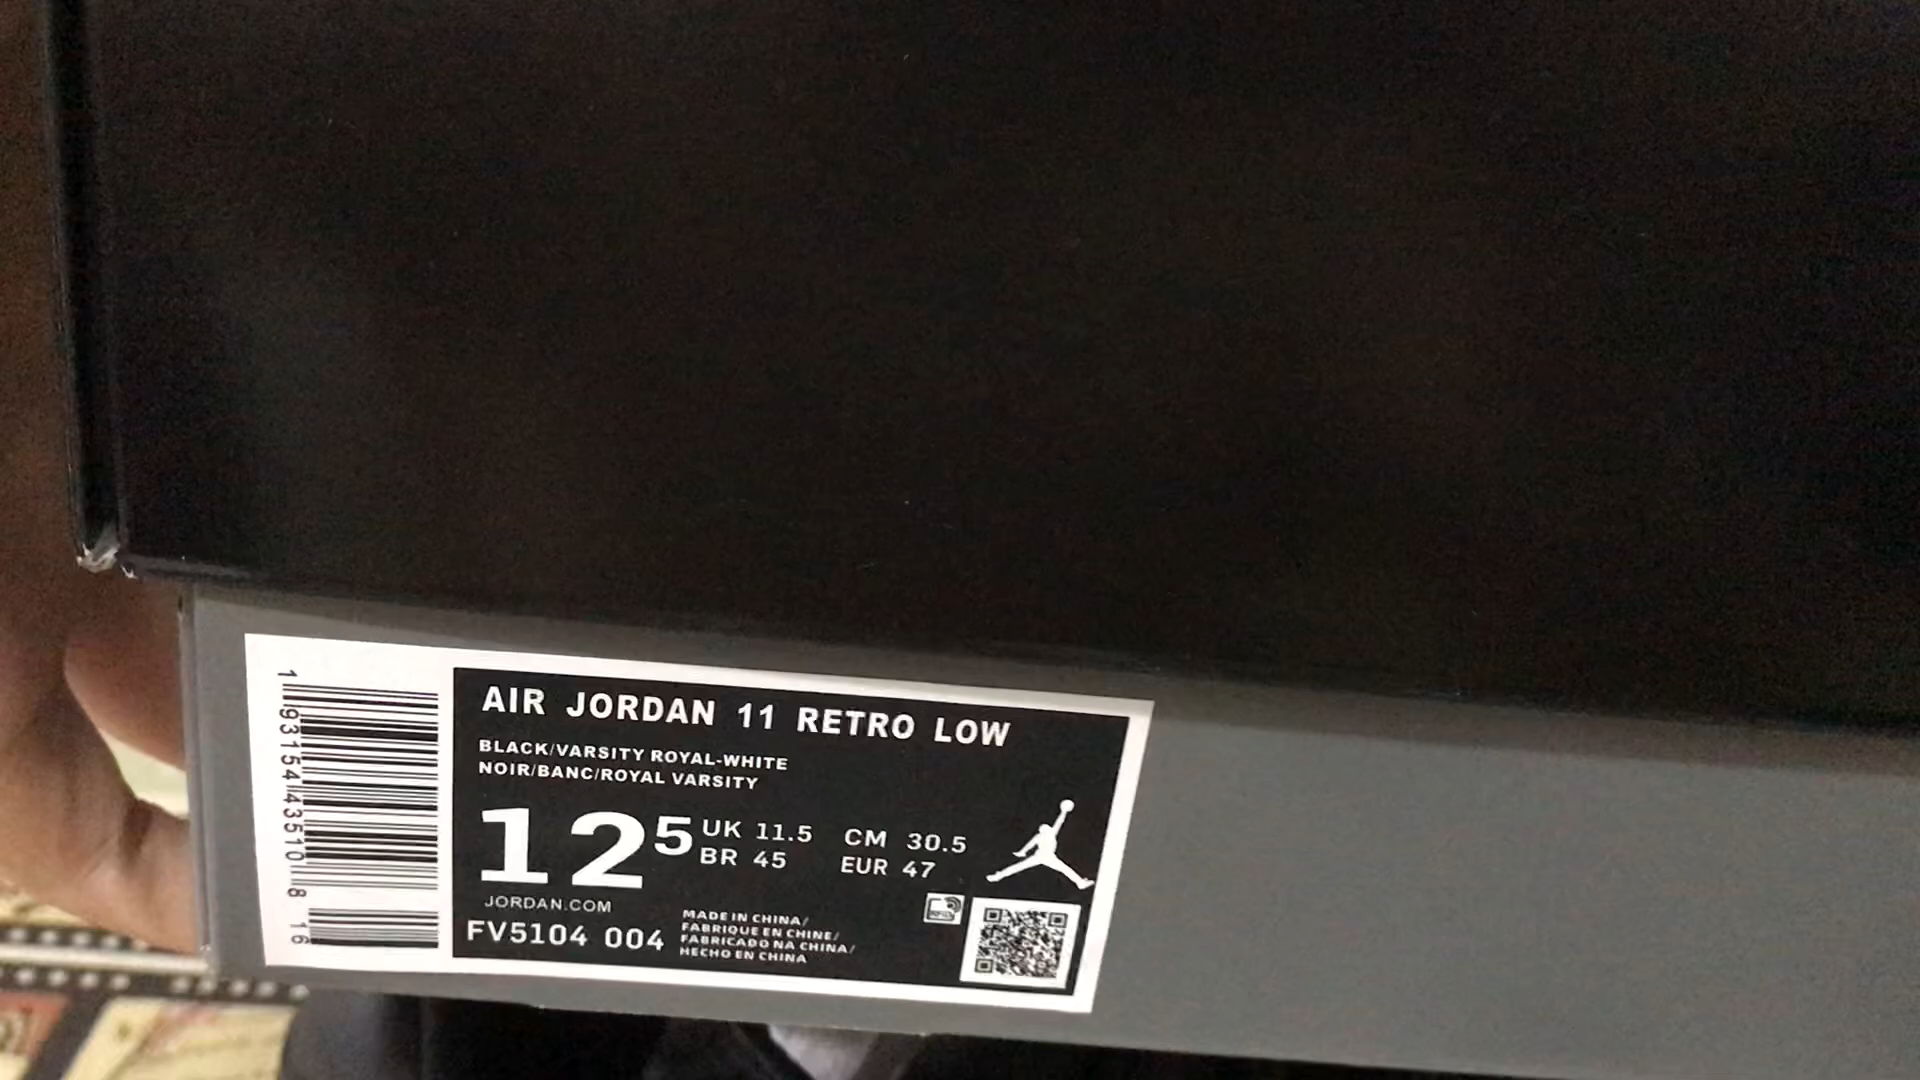 AIR JORDAN 11 RETRO LOW
BLACK/VARSITY ROYAL-WHITE
NOIR/BANC/ROYAL VARSITY
12 5
UK 11.5 CM 30.5
BR 45 EUR 47
JORDAN.COM
FV5104 004
MADE IN CHINA/
FABRIQUE EN CHINE/
FABRICADO NA CHINA/
HECHO EN CHINA
1 93154 43510 8 16